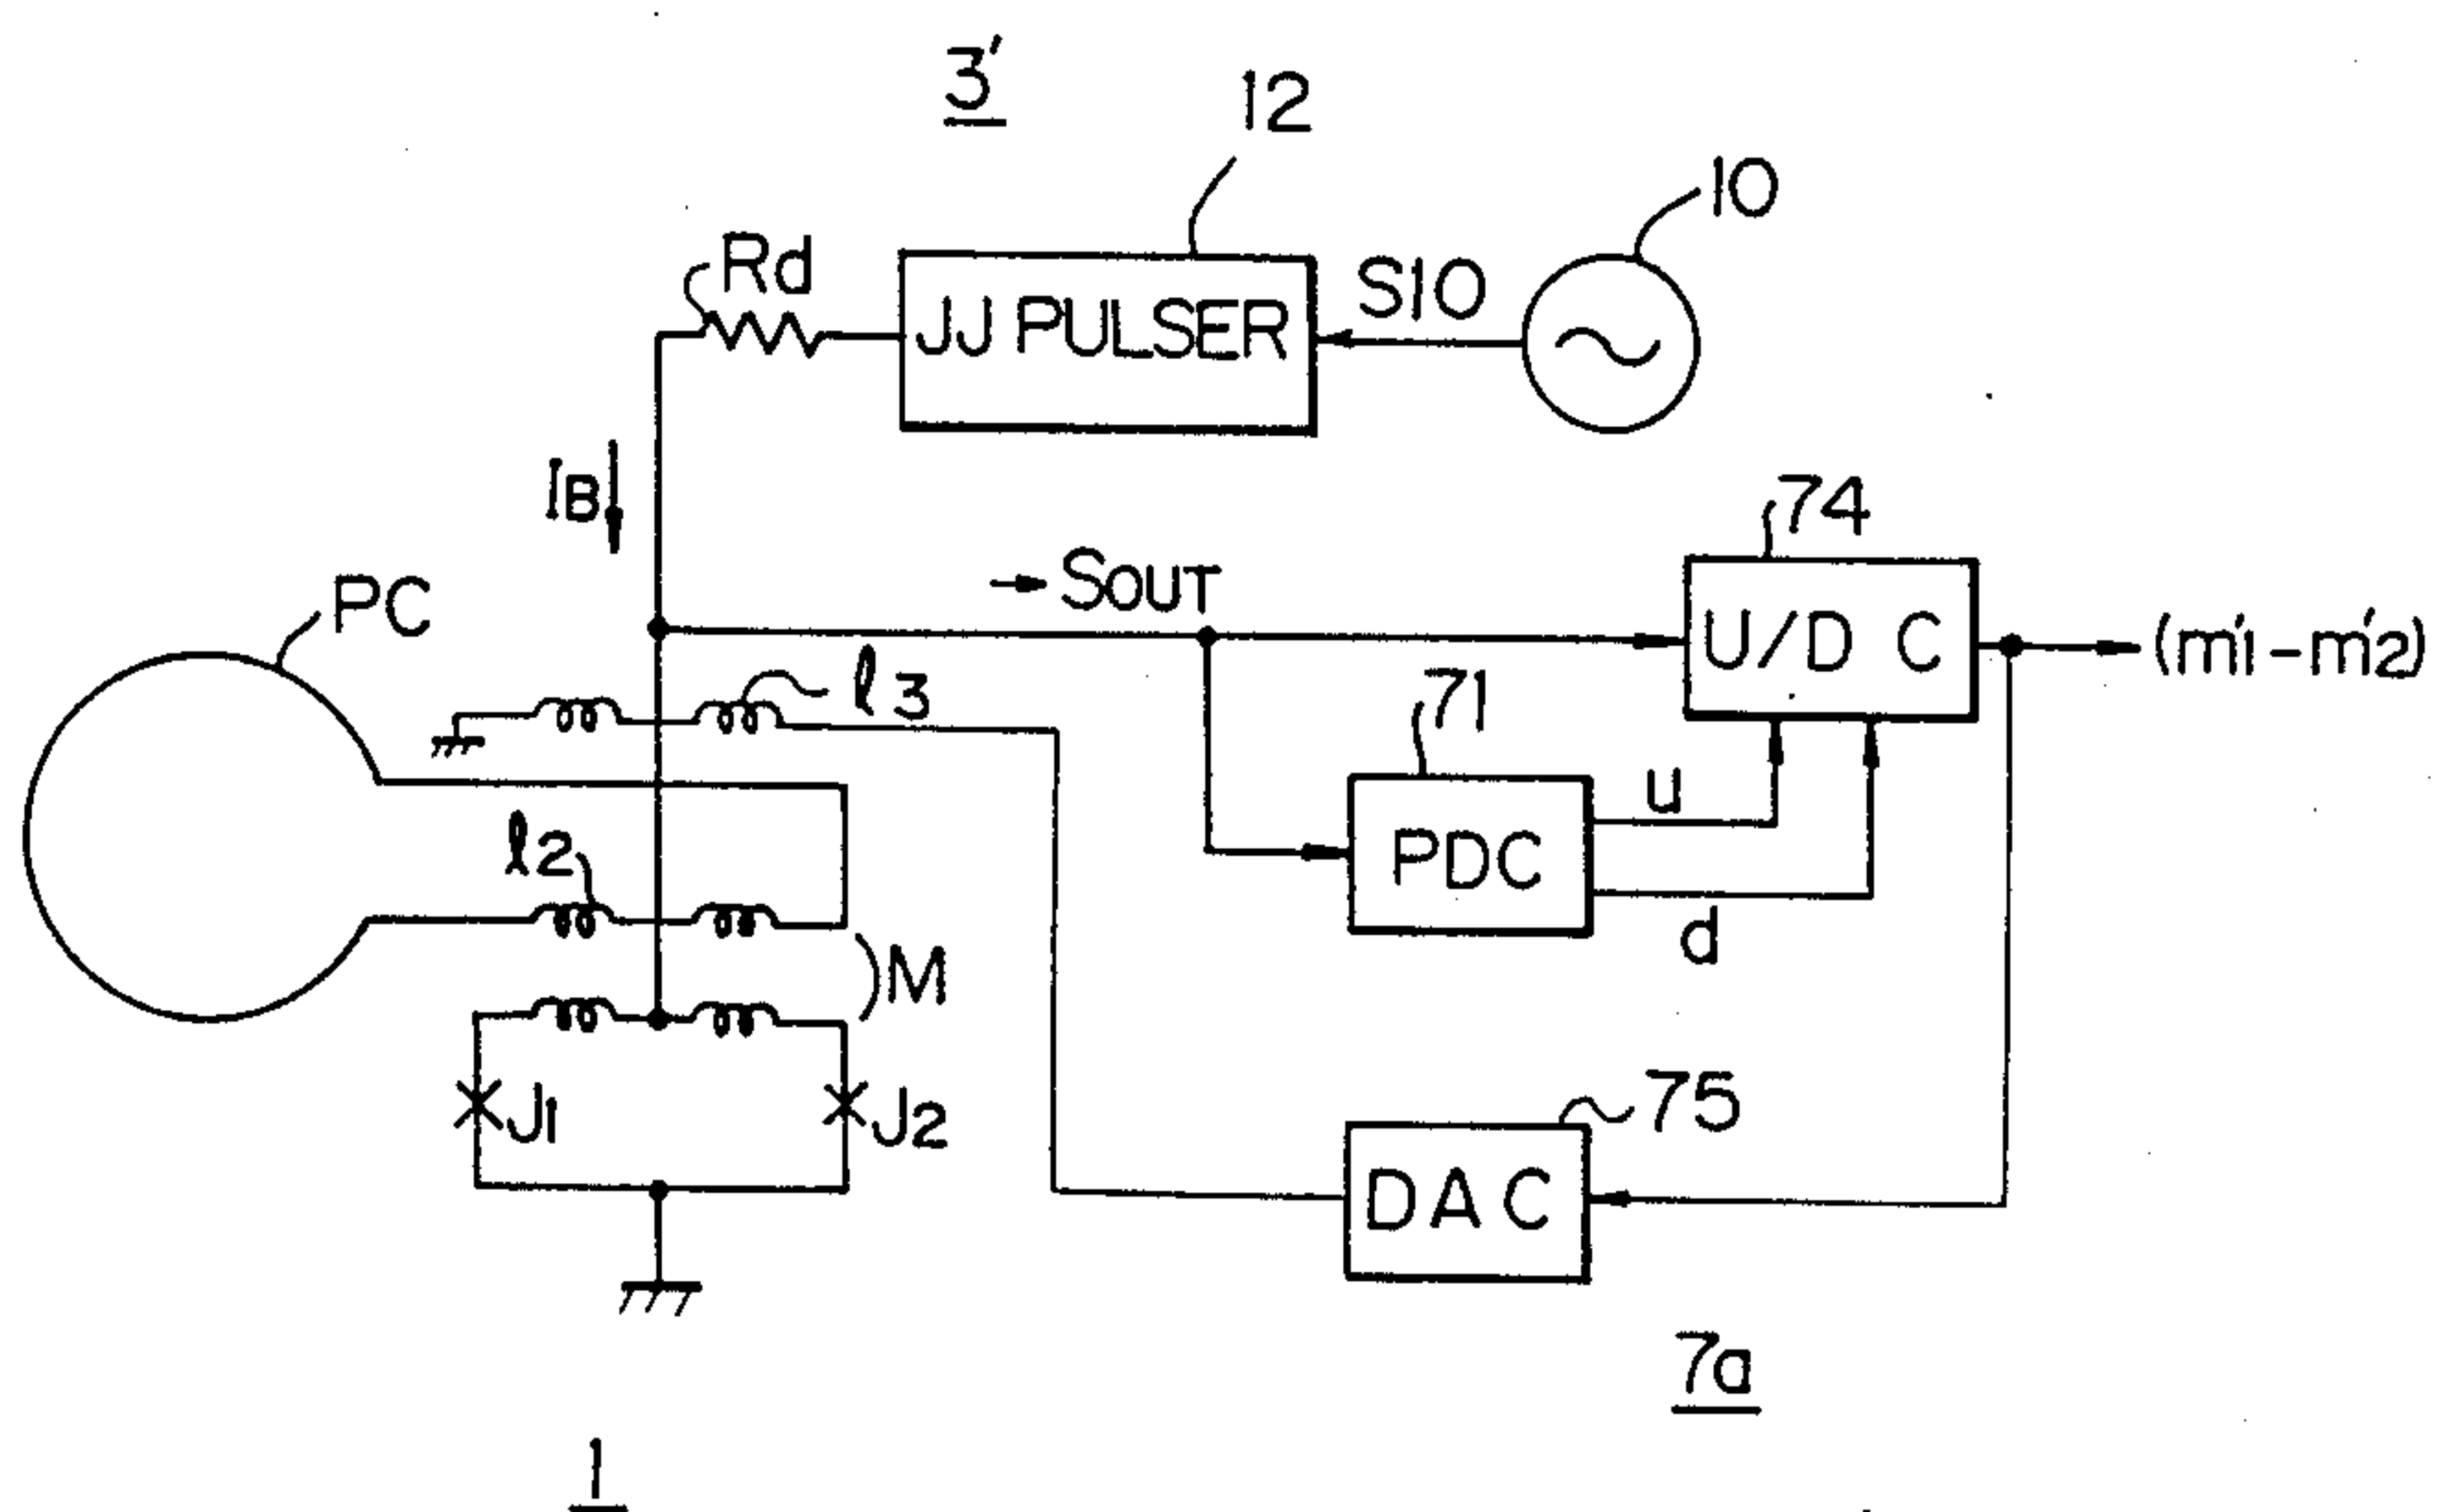 3'
12
10
Rd
JJ PULSER
S10
IB
74
SOUT
PC
U/D C
(m'1-m'2)
ℓ3
71
u
ℓ2
PDC
d
M
J1
J2
75
DAC
7a
1